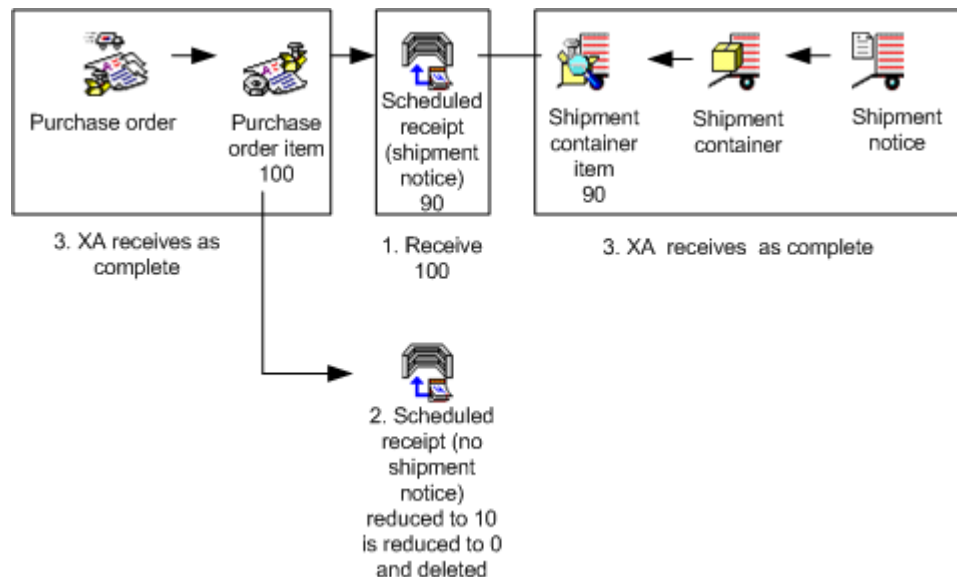 Purchase order
Purchase
order item
100
Scheduled
receipt
(shipment
notice)
90
Shipment
container
item
90
Shipment
container
Shipment
notice
3. XA receives as
complete
1. Receive
100
3. XA receives as complete
2. Scheduled
receipt (no
shipment
notice)
reduced to 10
is reduced to 0
and deleted